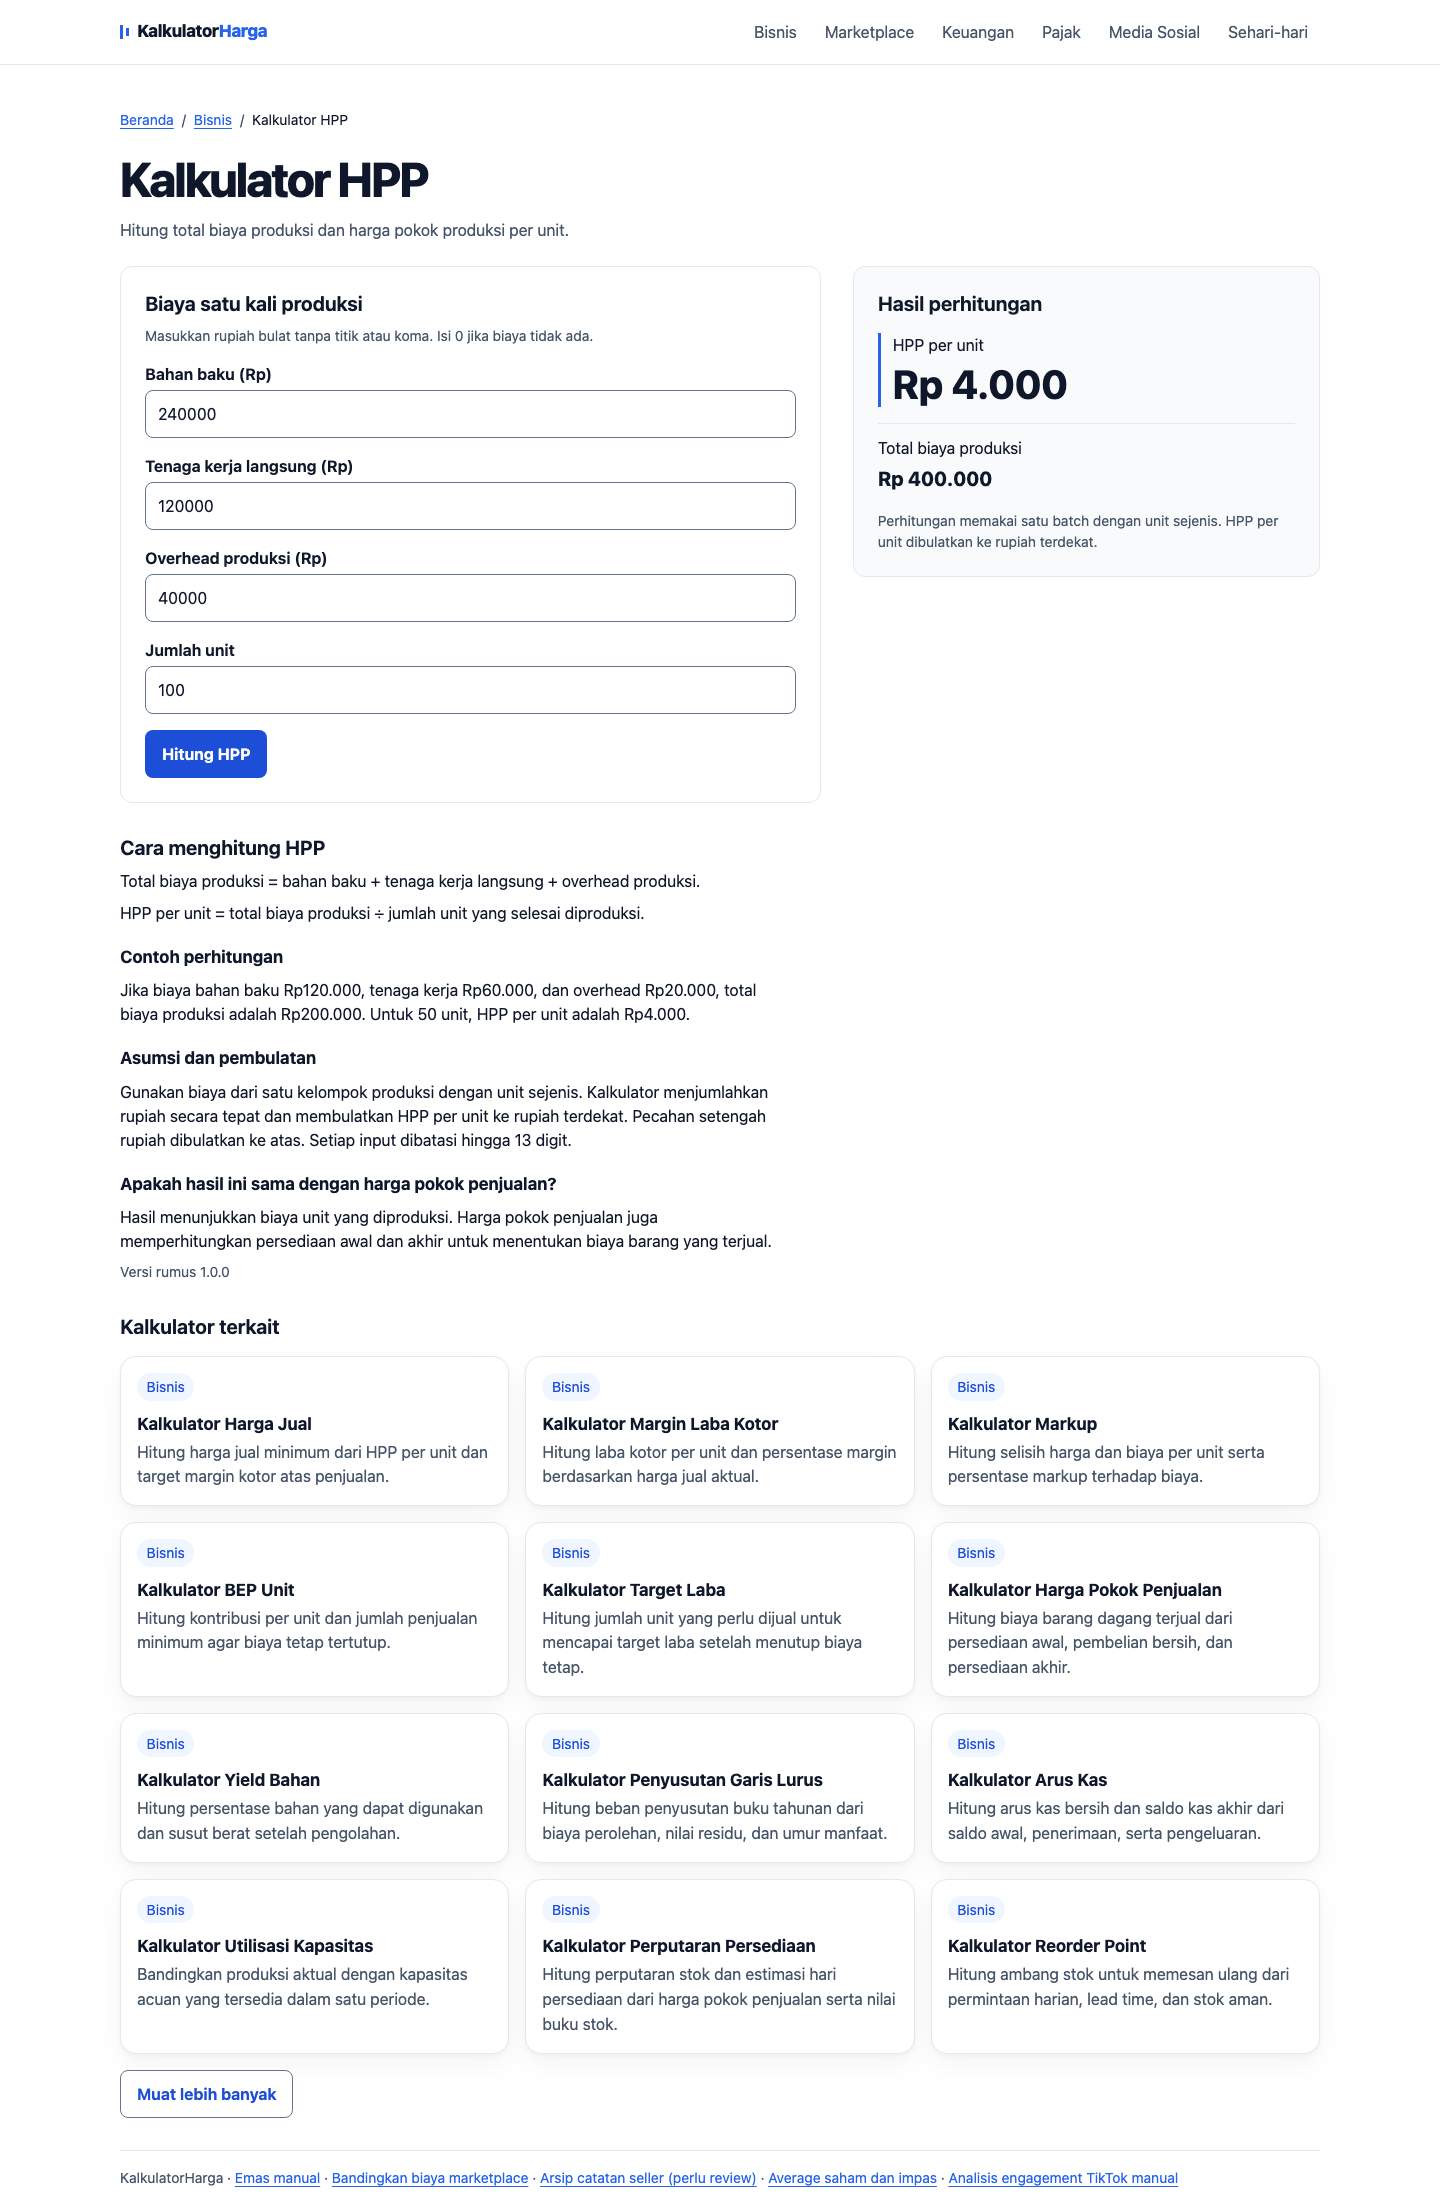 KalkulatorHarga
Bisnis Marketplace Keuangan Pajak Media Sosial Sehari-hari
Beranda / Bisnis / Kalkulator HPP
Kalkulator HPP
Hitung total biaya produksi dan harga pokok produksi per unit.
Biaya satu kali produksi
Masukkan rupiah bulat tanpa titik atau koma. Isi 0 jika biaya tidak ada.
Bahan baku (Rp)
240000
Tenaga kerja langsung (Rp)
120000
Overhead produksi (Rp)
40000
Jumlah unit
100
Hitung HPP
Hasil perhitungan
HPP per unit
Rp 4.000
Total biaya produksi
Rp 400.000
Perhitungan memakai satu batch dengan unit sejenis. HPP per
unit dibulatkan ke rupiah terdekat.
Cara menghitung HPP
Total biaya produksi = bahan baku + tenaga kerja langsung + overhead produksi.
HPP per unit = total biaya produksi ÷ jumlah unit yang selesai diproduksi.
Contoh perhitungan
Jika biaya bahan baku Rp120.000, tenaga kerja Rp60.000, dan overhead Rp20.000, total
biaya produksi adalah Rp200.000. Untuk 50 unit, HPP per unit adalah Rp4.000.
Asumsi dan pembulatan
Gunakan biaya dari satu kelompok produksi dengan unit sejenis. Kalkulator menjumlahkan
rupiah secara tepat dan membulatkan HPP per unit ke rupiah terdekat. Pecahan setengah
rupiah dibulatkan ke atas. Setiap input dibatasi hingga 13 digit.
Apakah hasil ini sama dengan harga pokok penjualan?
Hasil menunjukkan biaya unit yang diproduksi. Harga pokok penjualan juga
memperhitungkan persediaan awal dan akhir untuk menentukan biaya barang yang terjual.
Versi rumus 1.0.0
Kalkulator terkait
Bisnis
Kalkulator Harga Jual
Hitung harga jual minimum dari HPP per unit dan
target margin kotor atas penjualan.
Bisnis
Kalkulator Margin Laba Kotor
Hitung laba kotor per unit dan persentase margin
berdasarkan harga jual aktual.
Bisnis
Kalkulator Markup
Hitung selisih harga dan biaya per unit serta
persentase markup terhadap biaya.
Bisnis
Kalkulator BEP Unit
Hitung kontribusi per unit dan jumlah penjualan
minimum agar biaya tetap tertutup.
Bisnis
Kalkulator Target Laba
Hitung jumlah unit yang perlu dijual untuk
mencapai target laba setelah menutup biaya
tetap.
Bisnis
Kalkulator Harga Pokok Penjualan
Hitung biaya barang dagang terjual dari
persediaan awal, pembelian bersih, dan
persediaan akhir.
Bisnis
Kalkulator Yield Bahan
Hitung persentase bahan yang dapat digunakan
dan susut berat setelah pengolahan.
Bisnis
Kalkulator Penyusutan Garis Lurus
Hitung beban penyusutan buku tahunan dari
biaya perolehan, nilai residu, dan umur manfaat.
Bisnis
Kalkulator Arus Kas
Hitung arus kas bersih dan saldo kas akhir dari
saldo awal, penerimaan, serta pengeluaran.
Bisnis
Kalkulator Utilisasi Kapasitas
Bandingkan produksi aktual dengan kapasitas
acuan yang tersedia dalam satu periode.
Bisnis
Kalkulator Perputaran Persediaan
Hitung perputaran stok dan estimasi hari
persediaan dari harga pokok penjualan serta nilai
buku stok.
Bisnis
Kalkulator Reorder Point
Hitung ambang stok untuk memesan ulang dari
permintaan harian, lead time, dan stok aman.
Muat lebih banyak
KalkulatorHarga · Emas manual · Bandingkan biaya marketplace · Arsip catatan seller (perlu review) · Average saham dan impas · Analisis engagement TikTok manual